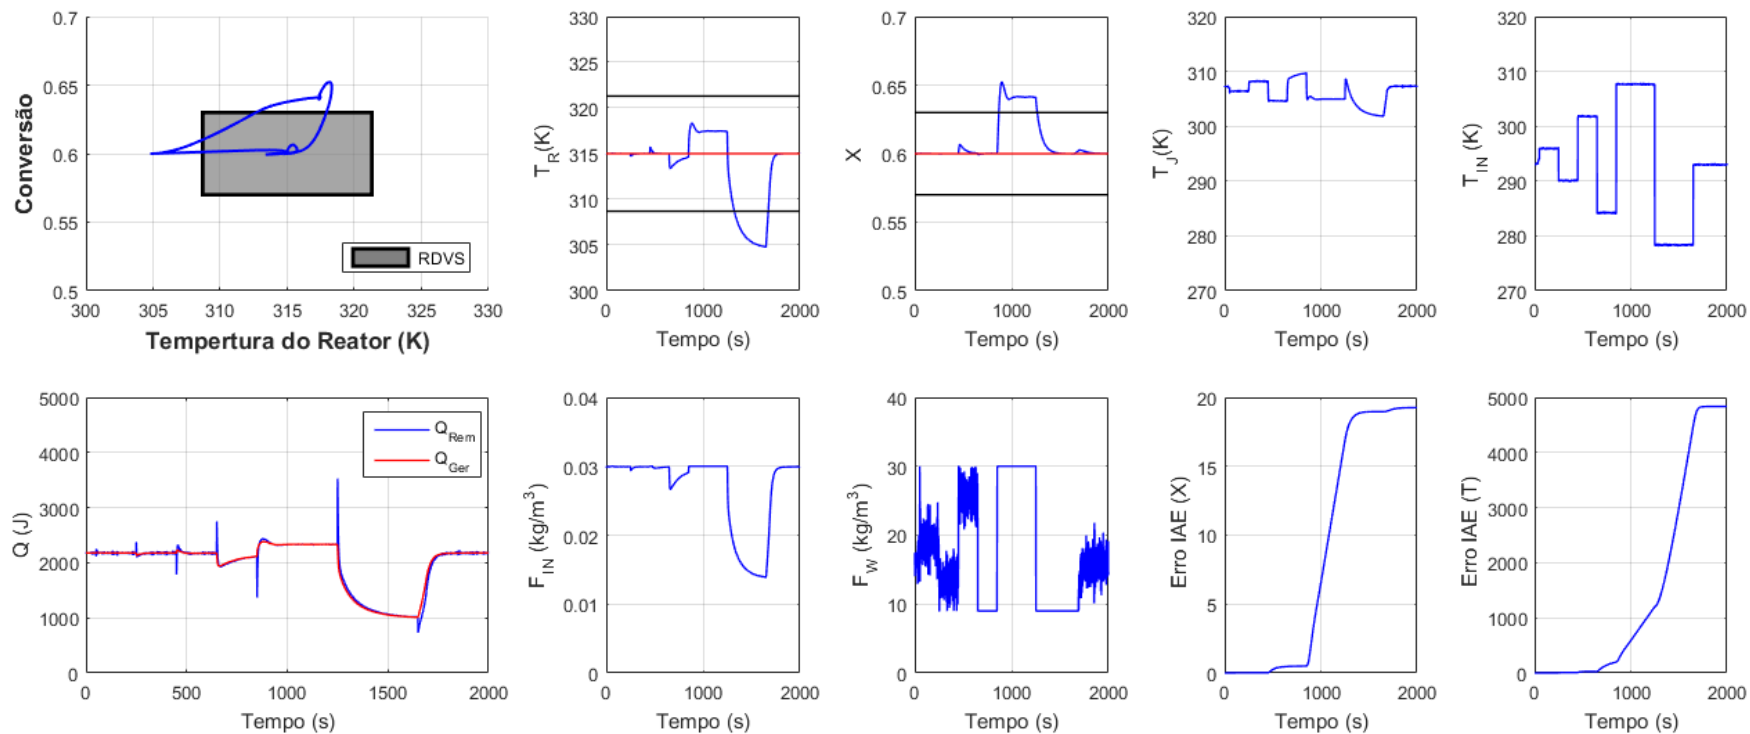 0.7
0.65
0.6
0.55
0.5
Conversão
300 305 310 315 320 325 330
Tempertura do Reator (K)
RDVS
330
325
320
315
310
305
300
T_R(K)
0 1000 2000
Tempo (s)
0.7
0.65
0.6
0.55
0.5
X
0 1000 2000
Tempo (s)
320
310
300
290
280
270
T_J(K)
0 1000 2000
Tempo (s)
320
310
300
290
280
270
T_IN (K)
0 1000 2000
Tempo (s)
5000
4000
3000
2000
1000
0
Q (J)
Q_Rem
Q_Ger
0 500 1000 1500 2000
Tempo (s)
0.04
0.03
0.02
0.01
0
F_IN (kg/m³)
0 1000 2000
Tempo (s)
40
30
20
10
0
F_W (kg/m³)
0 1000 2000
Tempo (s)
20
15
10
5
0
Erro IAE (X)
0 1000 2000
Tempo (s)
5000
4000
3000
2000
1000
0
Erro IAE (T)
0 1000 2000
Tempo (s)